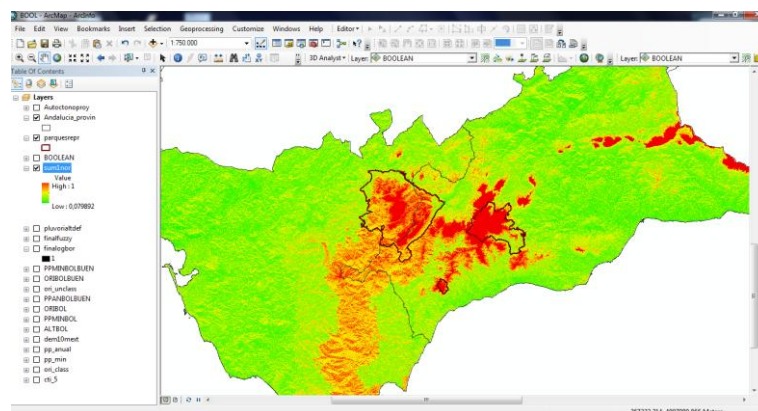 BOOL - ArcMap - ArcInfo
File Edit View Bookmarks Insert Selection Geoprocessing Customize Windows Help Editor
1:750.000
3D Analyst Layer: BOOLEAN Layer: BOOLEAN
Table Of Contents
Layers
Autoctonoproy
Andalucia_provin
parquesrepr
BOOLEAN
sum1nor
Value
High : 1
Low : 0,079892
pluvorialtdef
finalfuzzy
finalogbor
1
PPMINBOLBUEN
ORIBOLBUEN
ori_unclass
PPANBOLBUEN
ORIBOL
PPMINBOL
ALTBOL
dem10mext
pp_anual
pp_min
ori_class
cti_5